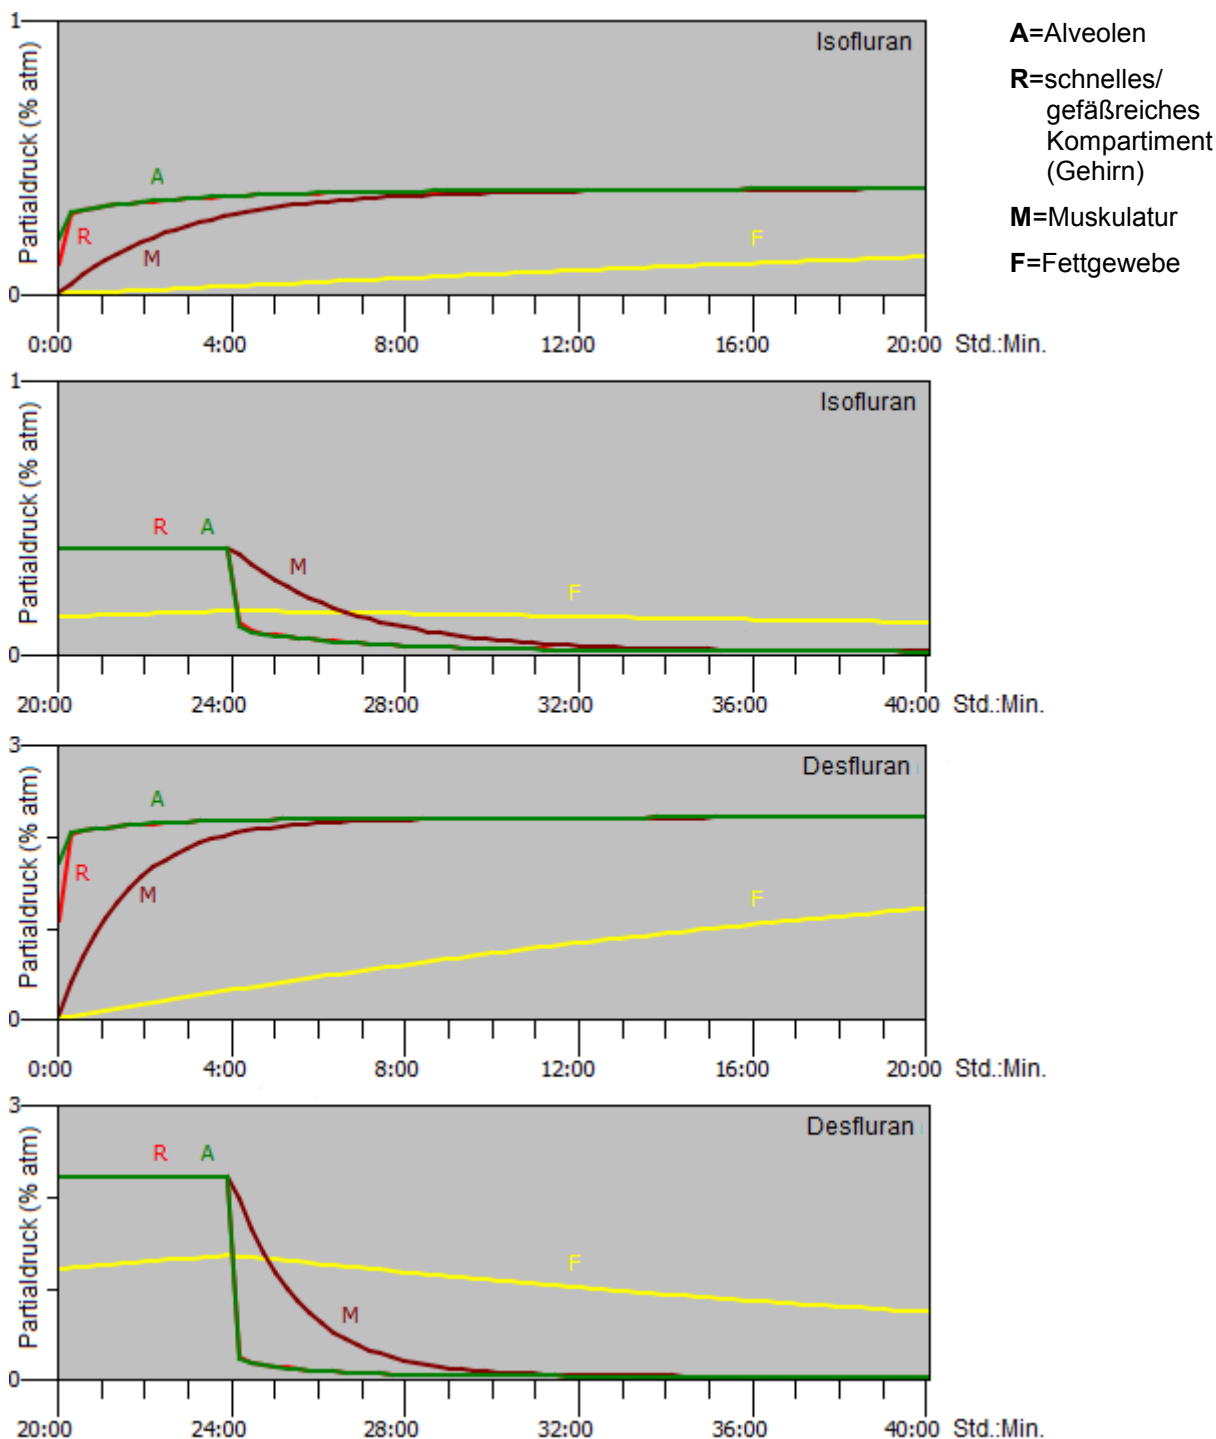 1
Isofluran
A
R
M
F
Partialdruck (% atm)
0
0:00 4:00 8:00 12:00 16:00 20:00 Std.:Min.
A=Alveolen
R=schnelles/
gefäßreiches
Kompartiment
(Gehirn)
M=Muskulatur
F=Fettgewebe
1
Isofluran
R A
M
F
Partialdruck (% atm)
0
20:00 24:00 28:00 32:00 36:00 40:00 Std.:Min.
3
Desfluran
A
R
M
F
Partialdruck (% atm)
0
0:00 4:00 8:00 12:00 16:00 20:00 Std.:Min.
3
Desfluran
R A
F
M
Partialdruck (% atm)
0
20:00 24:00 28:00 32:00 36:00 40:00 Std.:Min.